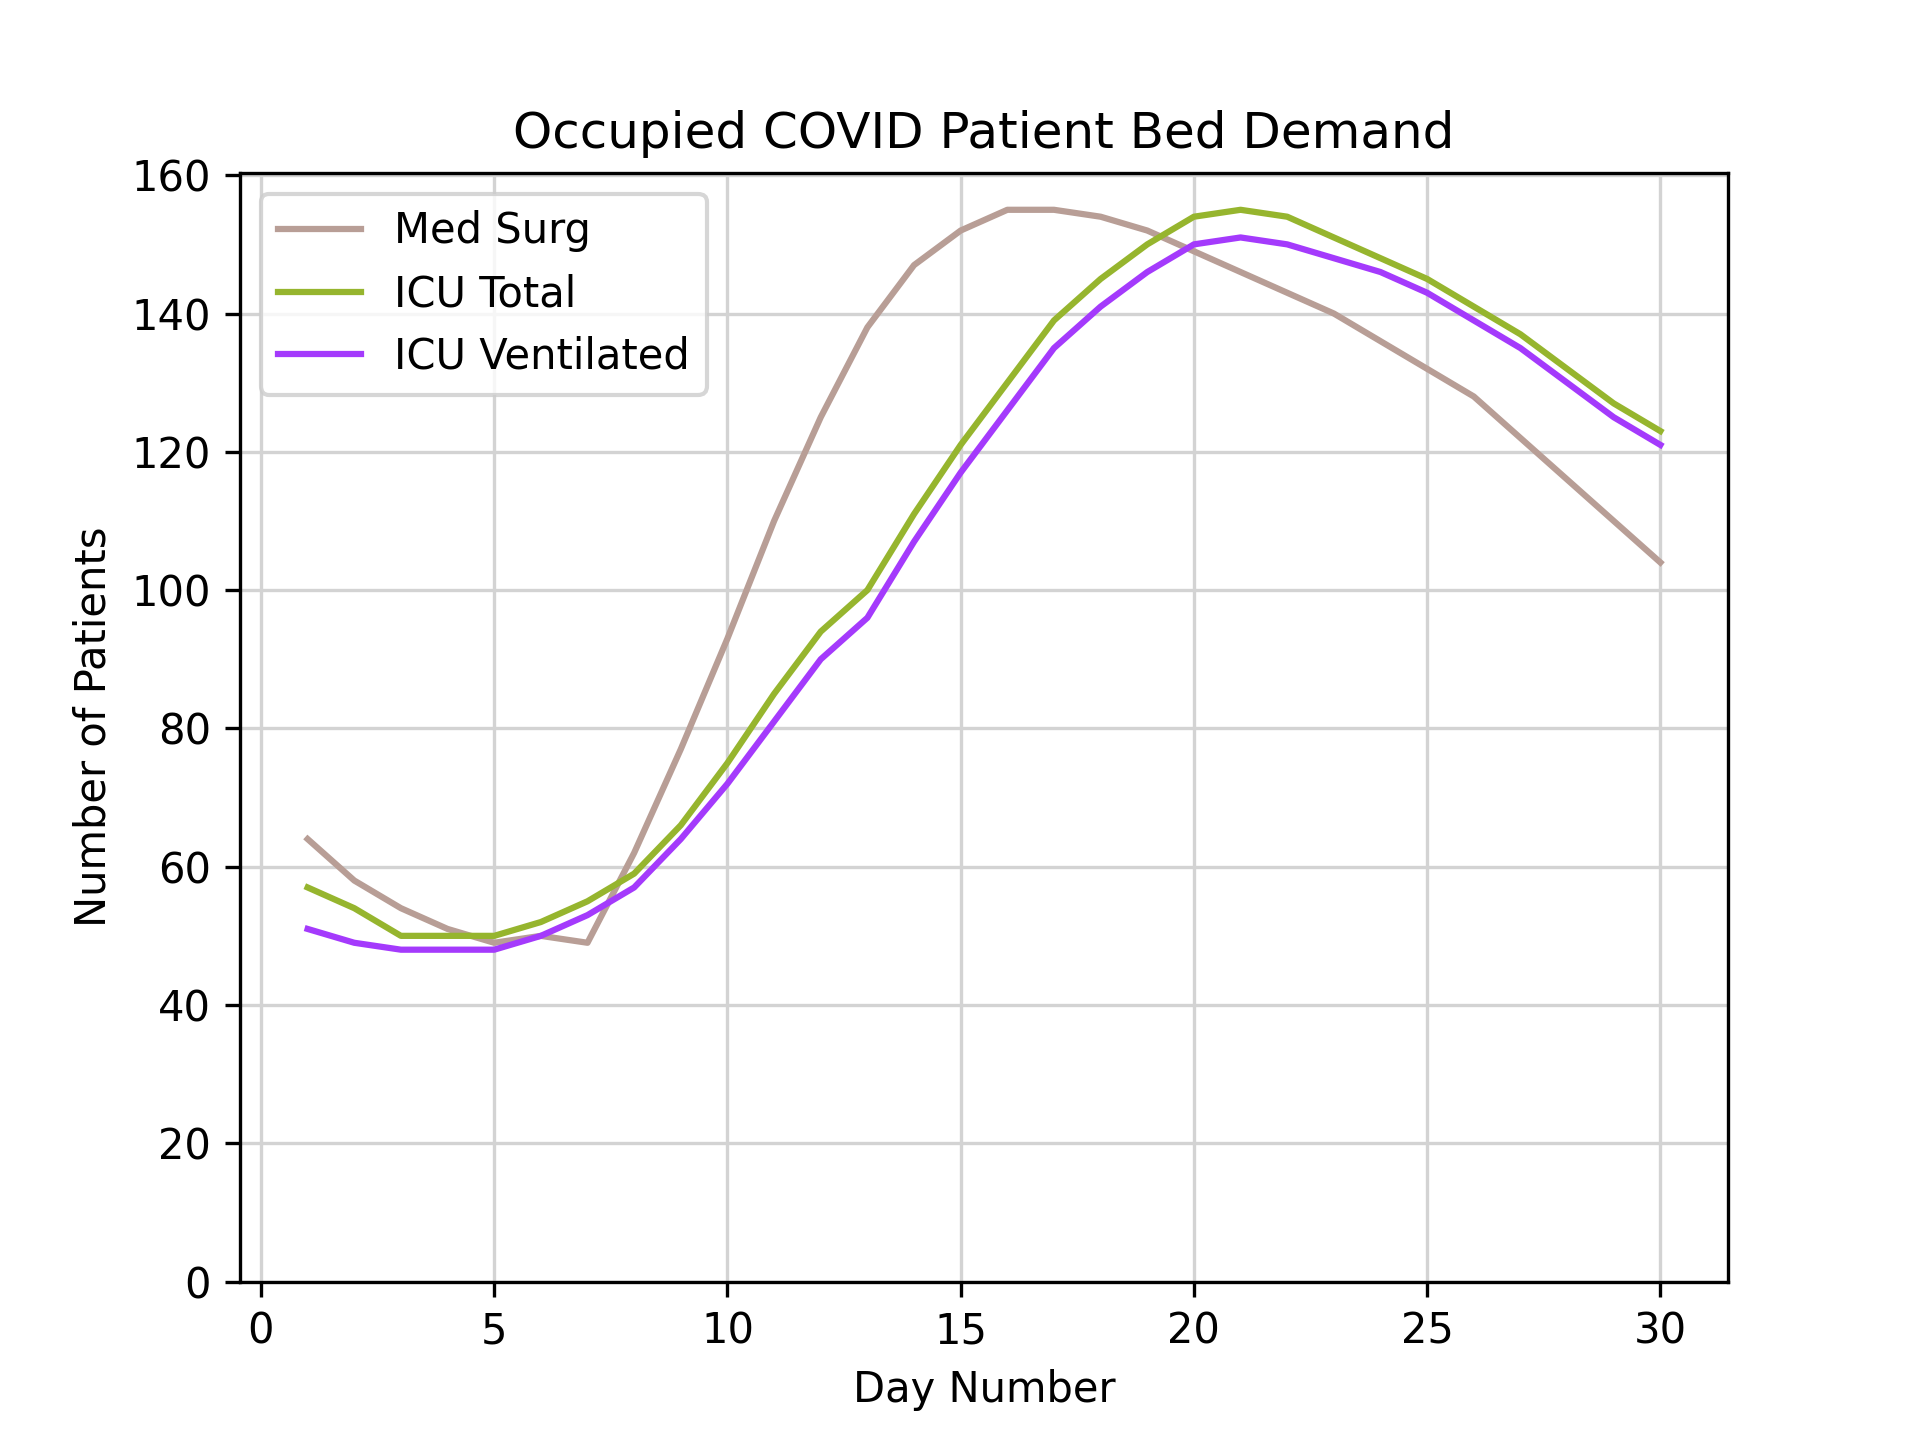 Occupied COVID Patient Bed Demand
160
140
120
100
80
60
40
20
0
Number of Patients
Med Surg
ICU Total
ICU Ventilated
0 5 10 15 20 25 30
Day Number